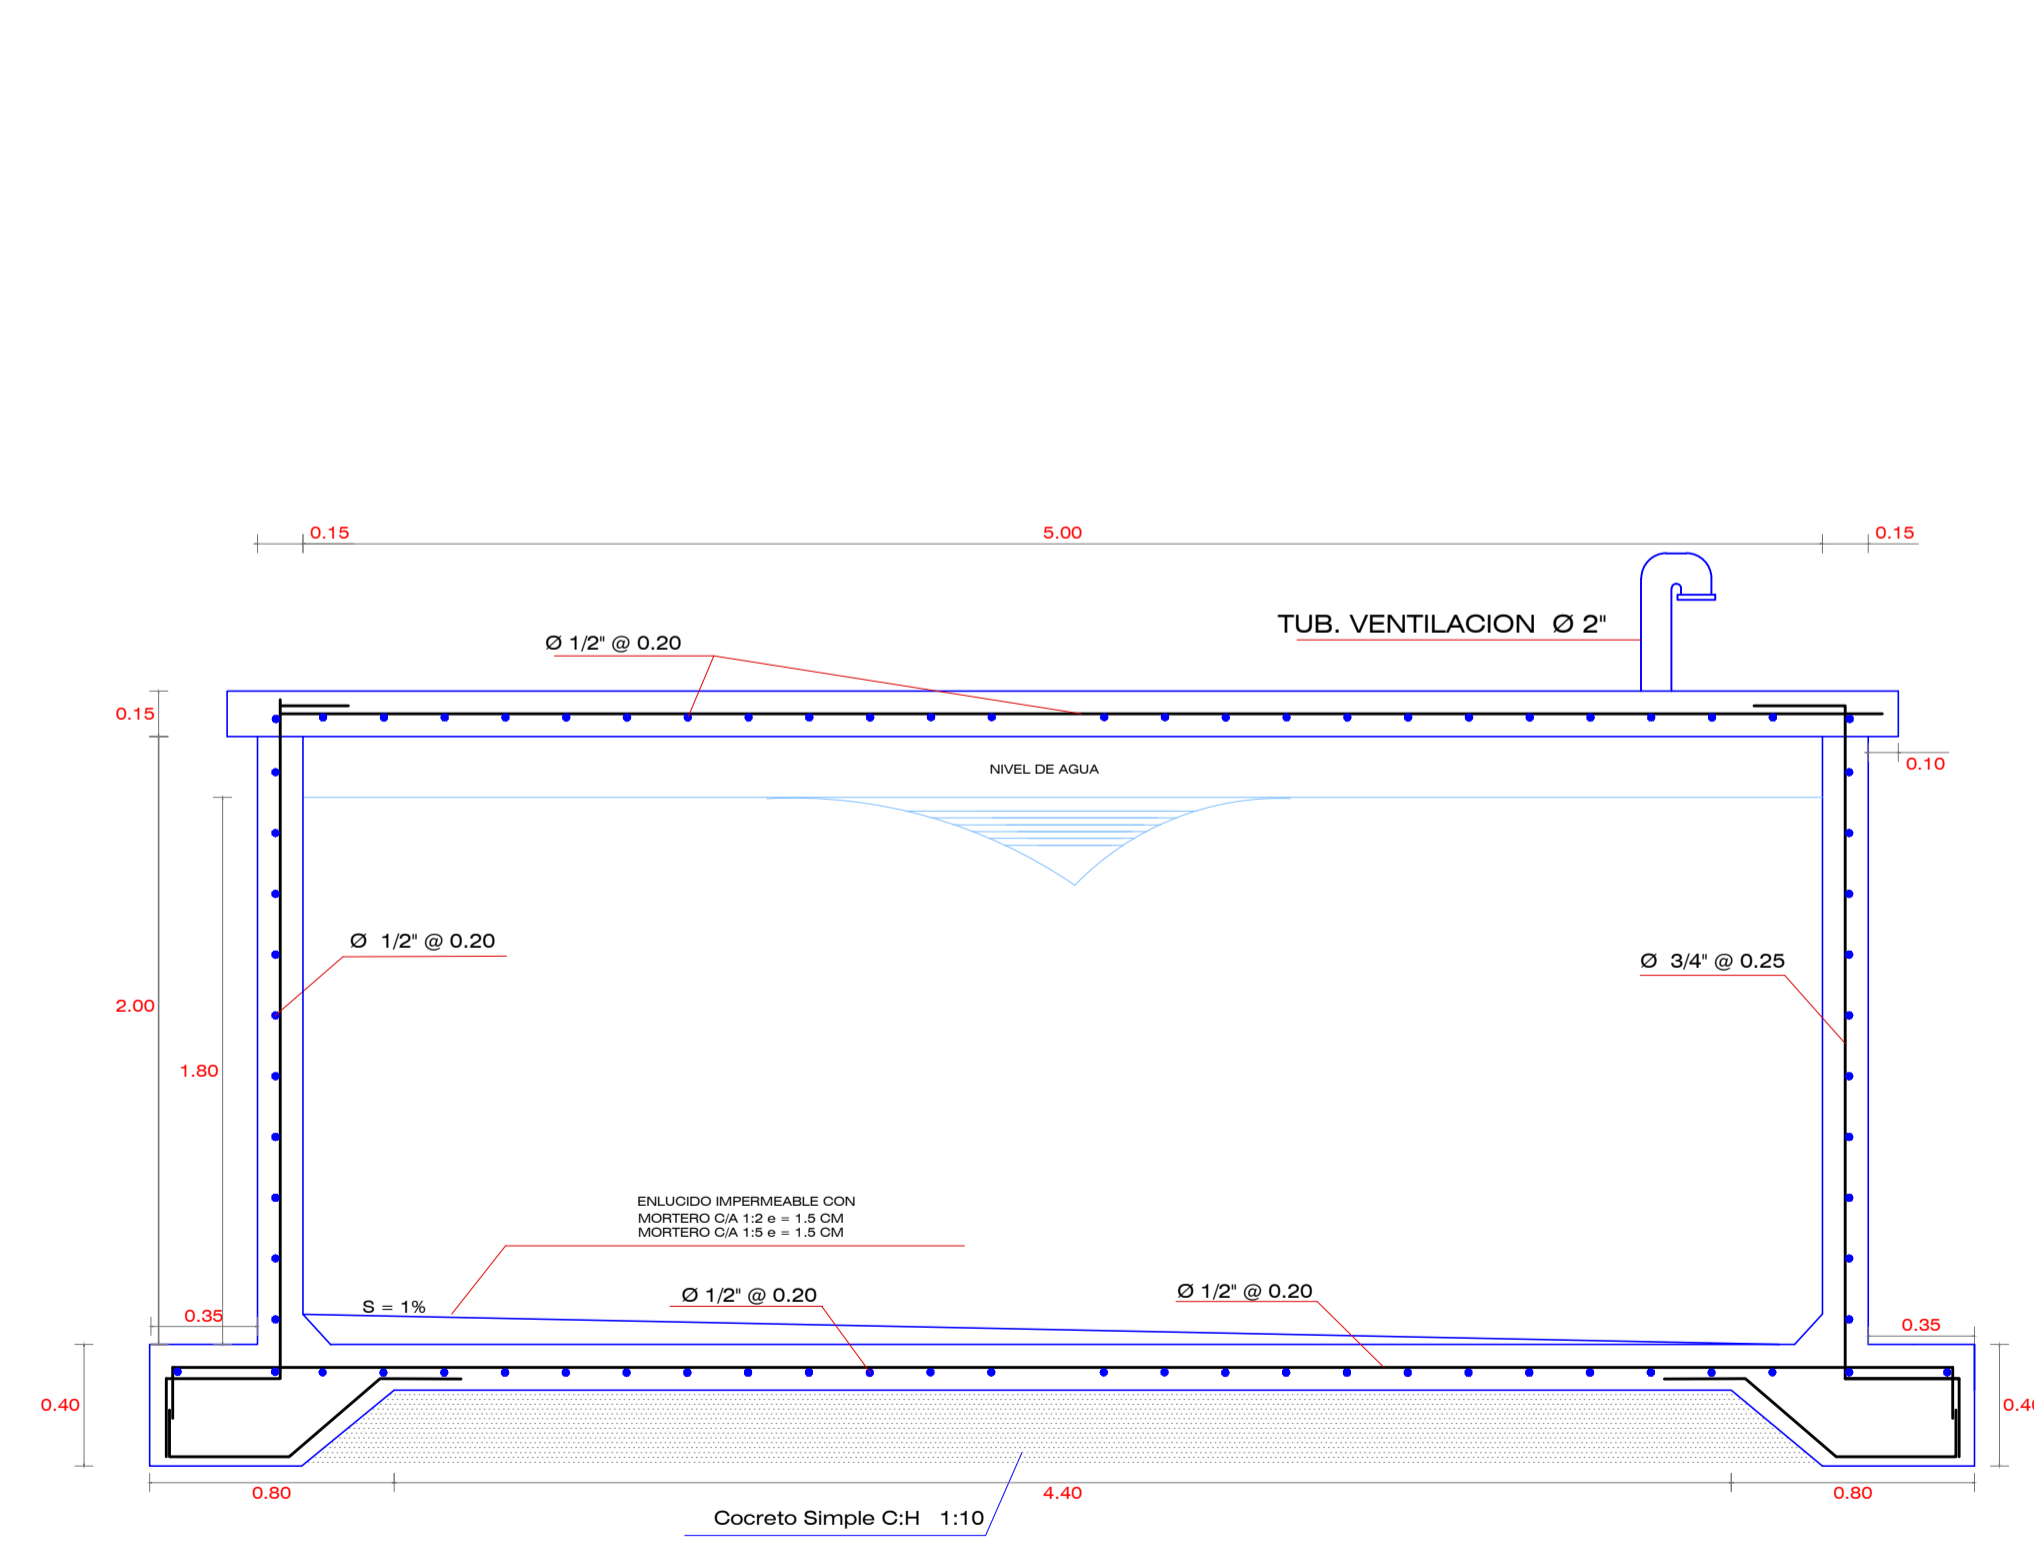 0.15
5.00
0.15
TUB. VENTILACION Ø 2"
Ø 1/2" @ 0.20
0.15
NIVEL DE AGUA
0.10
Ø 1/2" @ 0.20
Ø 3/4" @ 0.25
2.00
1.80
ENLUCIDO IMPERMEABLE CON
MORTERO C/A 1:2 e = 1.5 CM
MORTERO C/A 1:5 e = 1.5 CM
Ø 1/2" @ 0.20
Ø 1/2" @ 0.20
S = 1%
0.35
0.35
0.40
0.40
0.80
4.40
0.80
Cocreto Simple C:H 1:10